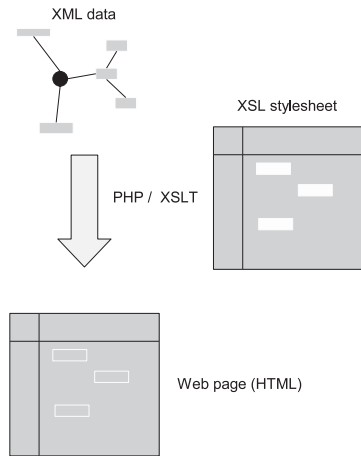 XML data
XSL stylesheet
PHP / XSLT
Web page (HTML)